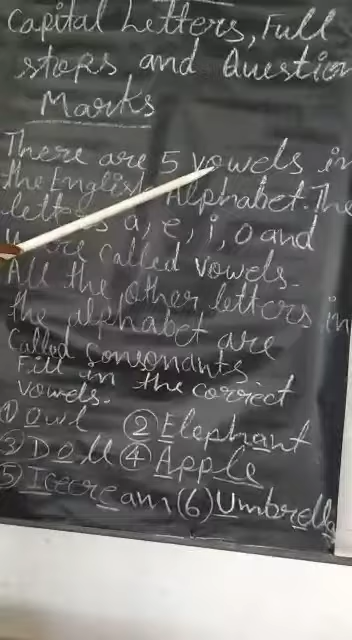 Capital Letters, Full
stops and Question
Marks
There are 5 vowels in
the English Alphabet. The
letters a, e, i, o and
u are called vowels.
All the other letters in
the alphabet are
Called Consonants
Fill in the correct
vowels.
① Owl ② Elephant
③ Doll ④ Apple
⑤ Icecream (6) Umbrella